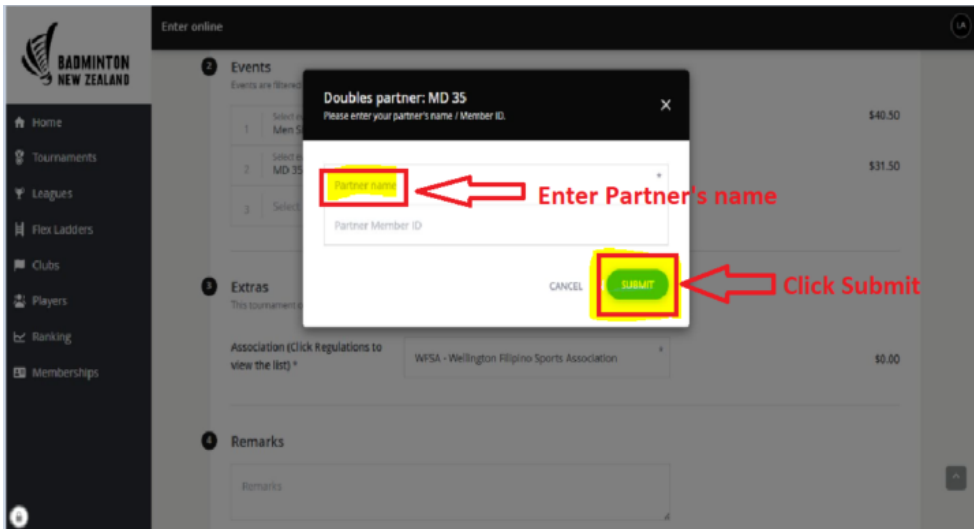 BADMINTON
NEW ZEALAND
Home
Tournaments
Leagues
Flex Ladders
Clubs
Players
Ranking
Memberships
Enter online
LA
2 Events
Events are filtered
1 Select
Men S
$40.50
2 Select
MD 35
$31.50
3 Select
Doubles partner: MD 35
Please enter your partner's name / Member ID.
Partner name *
Enter Partner's name
Partner Member ID
CANCEL
SUBMIT
Click Submit
3 Extras
This tournament
Association (Click Regulations to
view the list) *
WFSA - Wellington Filipino Sports Association *
$0.00
4 Remarks
Remarks